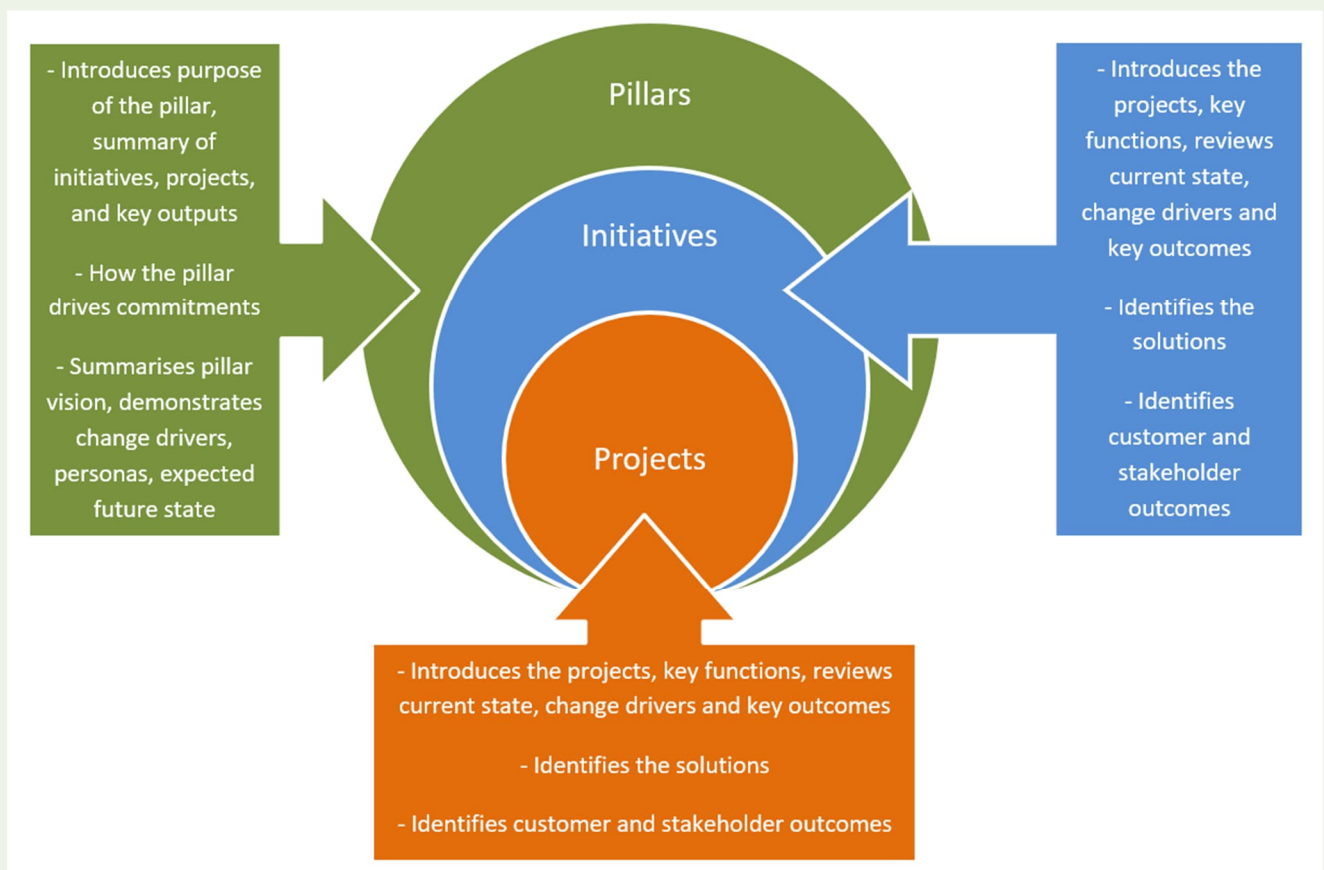 - Introduces purpose
of the pillar,
summary of
initiatives, projects,
and key outputs
- How the pillar
drives commitments
- Summarises pillar
vision, demonstrates
change drivers,
personas, expected
future state
Pillars
Initiatives
Projects
- Introduces the
projects, key
functions, reviews
current state,
change drivers and
key outcomes
- Identifies the
solutions
- Identifies
customer and
stakeholder
outcomes
- Introduces the projects, key functions, reviews
current state, change drivers and key outcomes
- Identifies the solutions
- Identifies customer and stakeholder outcomes